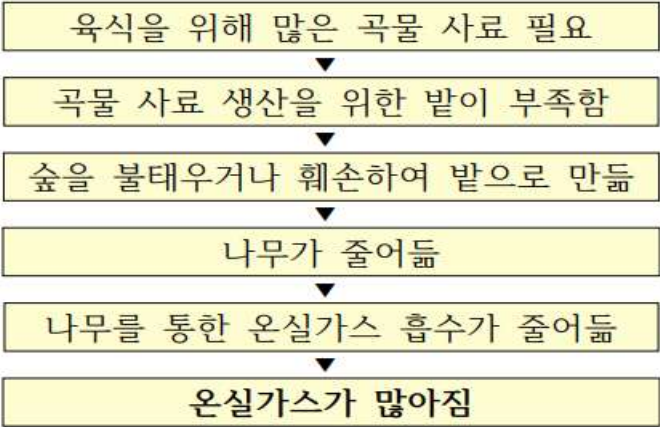 육식을 위해 많은 곡물 사료 필요
▼
곡물 사료 생산을 위한 밭이 부족함
▼
숲을 불태우거나 훼손하여 밭으로 만듦
▼
나무가 줄어듦
▼
나무를 통한 온실가스 흡수가 줄어듦
▼
온실가스가 많아짐